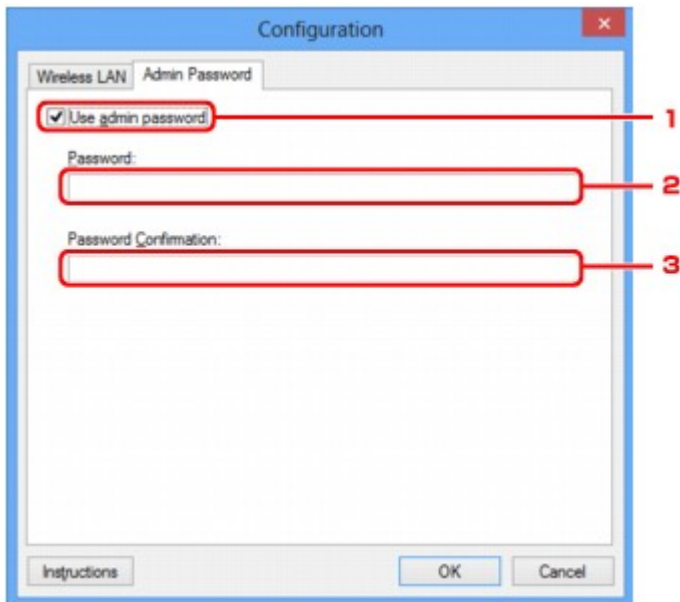 Configuration
Wireless LAN Admin Password
Use admin password 1
Password:
2
Password Confirmation:
3
Instructions OK Cancel